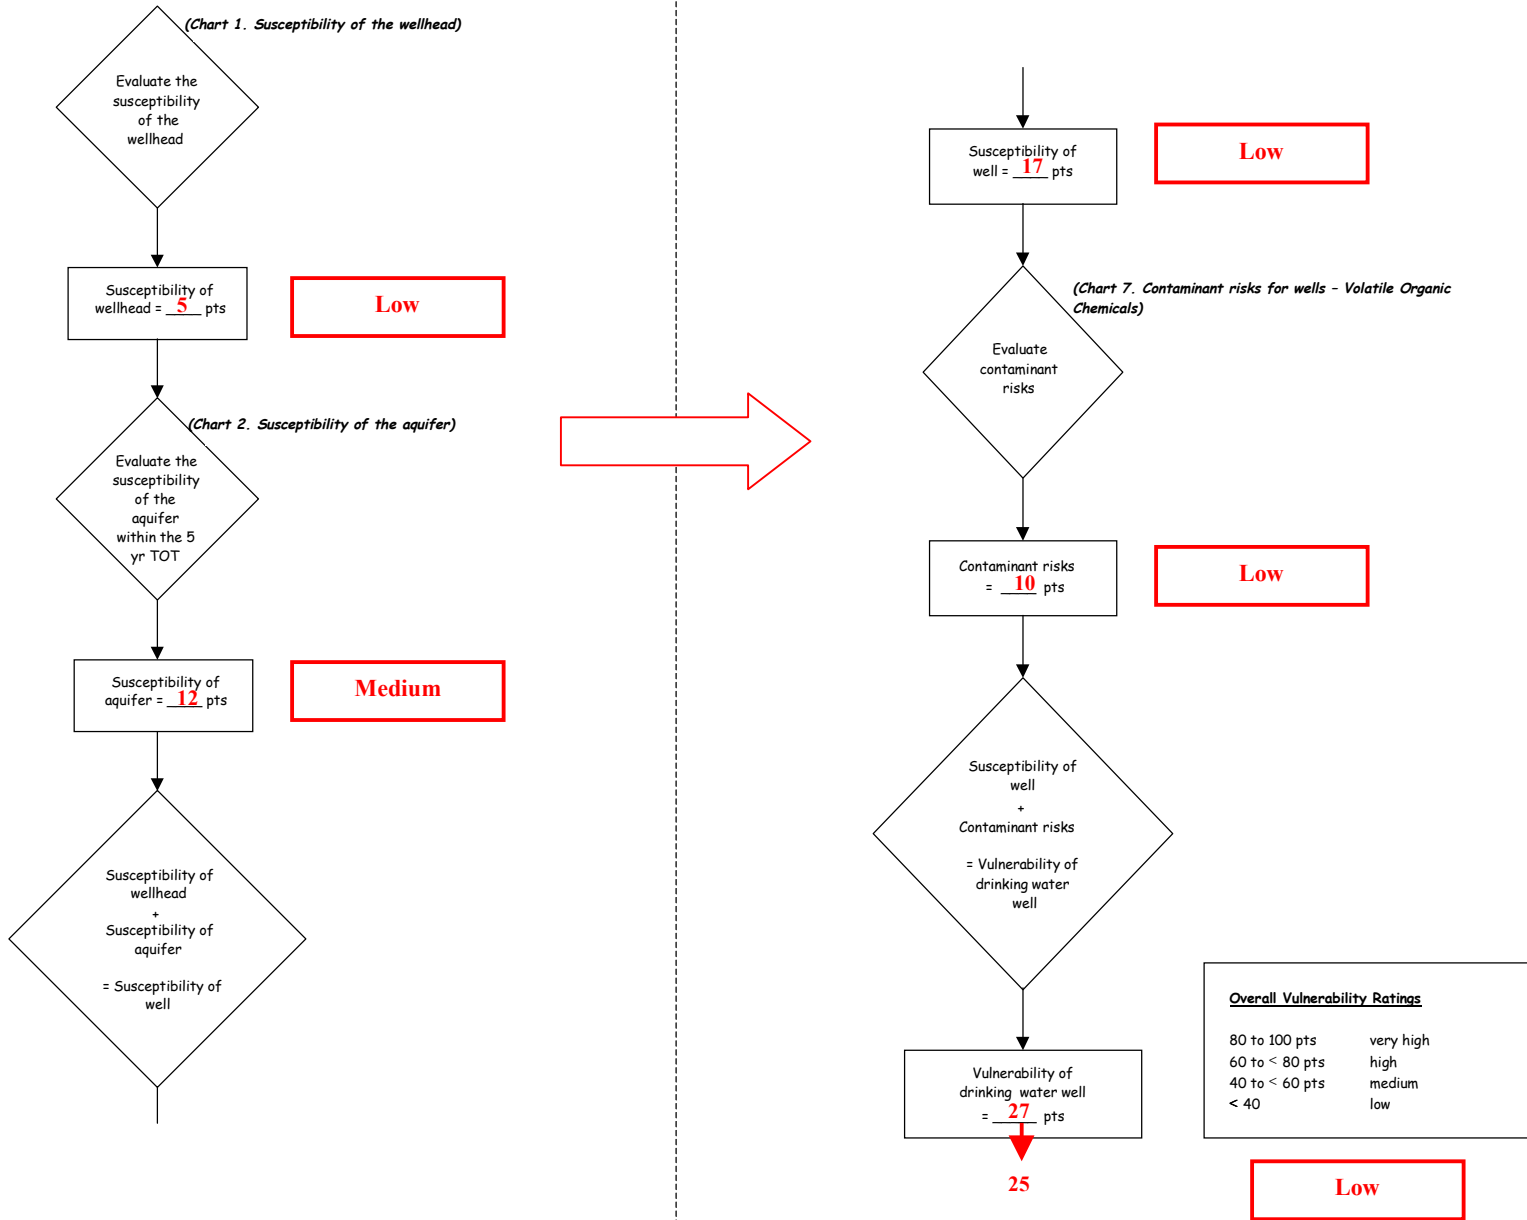 (Chart 1. Susceptibility of the wellhead)
Evaluate the
susceptibility
of the
wellhead
Susceptibility of
wellhead = 5 pts
Low
(Chart 2. Susceptibility of the aquifer)
Evaluate the
susceptibility
of the
aquifer
within the 5
yr TOT
Susceptibility of
aquifer = 12 pts
Medium
Susceptibility of
wellhead
+
Susceptibility of
aquifer
= Susceptibility of
well
Susceptibility of
well = 17 pts
Low
(Chart 7. Contaminant risks for wells – Volatile Organic
Chemicals)
Evaluate
contaminant
risks
Contaminant risks
= 10 pts
Low
Susceptibility of
well
+
Contaminant risks
= Vulnerability of
drinking water
well
Vulnerability of
drinking water well
= 27 pts
25
Overall Vulnerability Ratings
80 to 100 pts very high
60 to < 80 pts high
40 to < 60 pts medium
< 40 low
Low